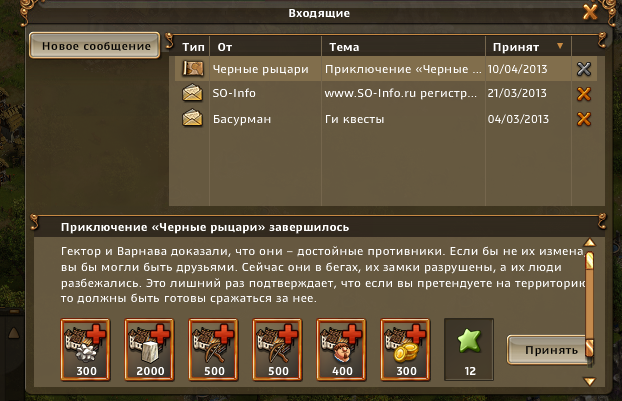 Входящие
Новое сообщение
Тип От Тема Принят
Черные рыцари Приключение «Черные ... 10/04/2013
SO-Info www.SO-Info.ru регистр... 21/03/2013
Басурман Ги квесты 04/03/2013
Приключение «Черные рыцари» завершилось
Гектор и Варнава доказали, что они – достойные противники. Если бы не их измена,
вы бы могли быть друзьями. Сейчас они в бегах, их замки разрушены, а их люди
разбежались. Это лишний раз подтверждает, что если вы претендуете на территорию
то должны быть готовы сражаться за нее.
300 2000 500 500 400 300 12
Принять